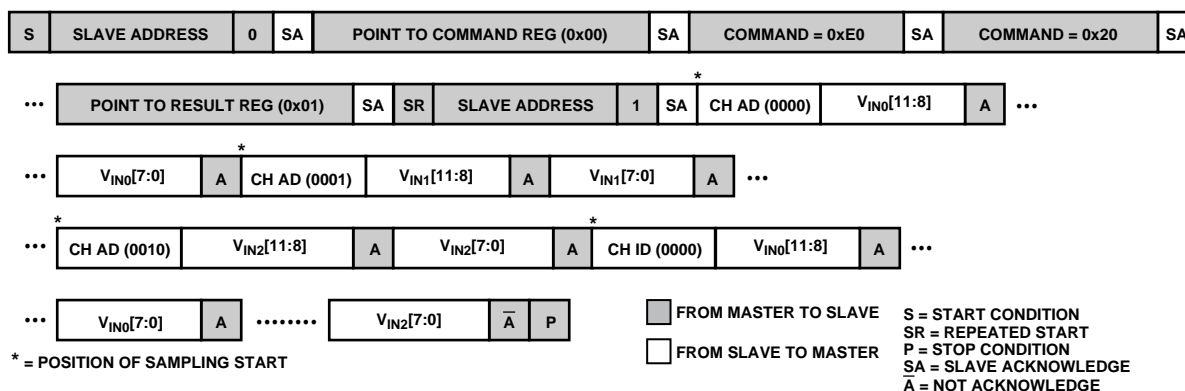 S SLAVE ADDRESS 0 SA POINT TO COMMAND REG (0x00) SA COMMAND = 0xE0 SA COMMAND = 0x20 SA
*
••• POINT TO RESULT REG (0x01) SA SR SLAVE ADDRESS 1 SA CH AD (0000) VIN0[11:8] A •••
*
••• VIN0[7:0] A CH AD (0001) VIN1[11:8] A VIN1[7:0] A •••
* *
••• CH AD (0010) VIN2[11:8] A VIN2[7:0] A CH ID (0000) VIN0[11:8] A •••
••• VIN0[7:0] A •••••••• VIN2[7:0] A̅ P
* = POSITION OF SAMPLING START
FROM MASTER TO SLAVE
FROM SLAVE TO MASTER
S = START CONDITION
SR = REPEATED START
P = STOP CONDITION
SA = SLAVE ACKNOWLEDGE
A̅ = NOT ACKNOWLEDGE